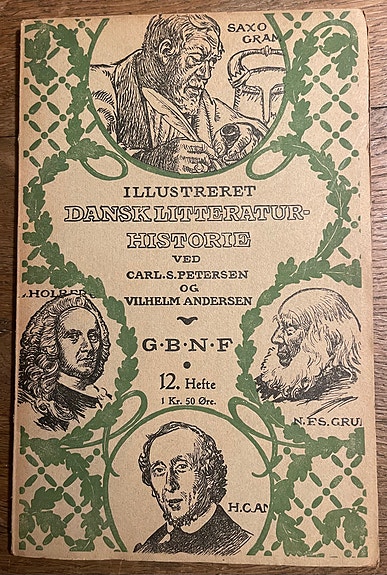 SAXO
GRAM
ILLUSTRERET
DANSK LITTERATUR-
HISTORIE
VED
CARL. S. PETERSEN
OG
VILHELM ANDERSEN
L. HOLBER
G·B·N·F
12. Hefte
1 Kr. 50 Øre.
N. F. S. GRU
H. C. AN